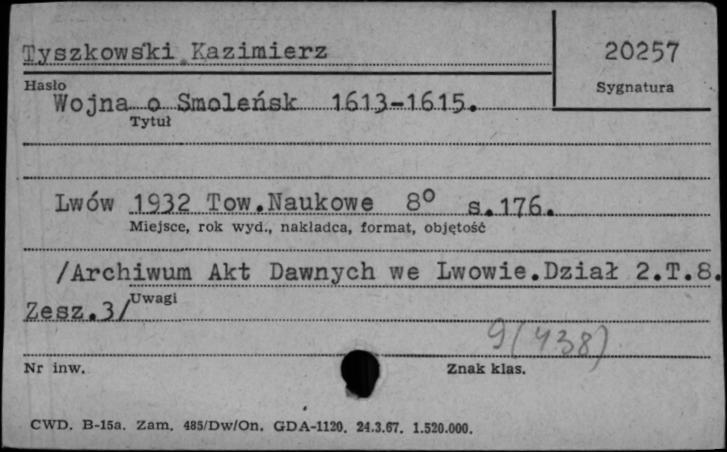 Tyszkowski Kazimierz
20257
Hasło
Sygnatura
Wojna o Smoleńsk 1613-1615.
Tytuł
Lwów 1932 Tow.Naukowe 8º s.176.
Miejsce, rok wyd., nakładca, format, objętość
/Archiwum Akt Dawnych we Lwowie.Dział 2.T.8.
Uwagi
Zesz.3/
9(438)
Nr inw.
Znak klas.
CWD. B-15a. Zam. 485/Dw/On. GDA-1120. 24.3.67. 1.520.000.